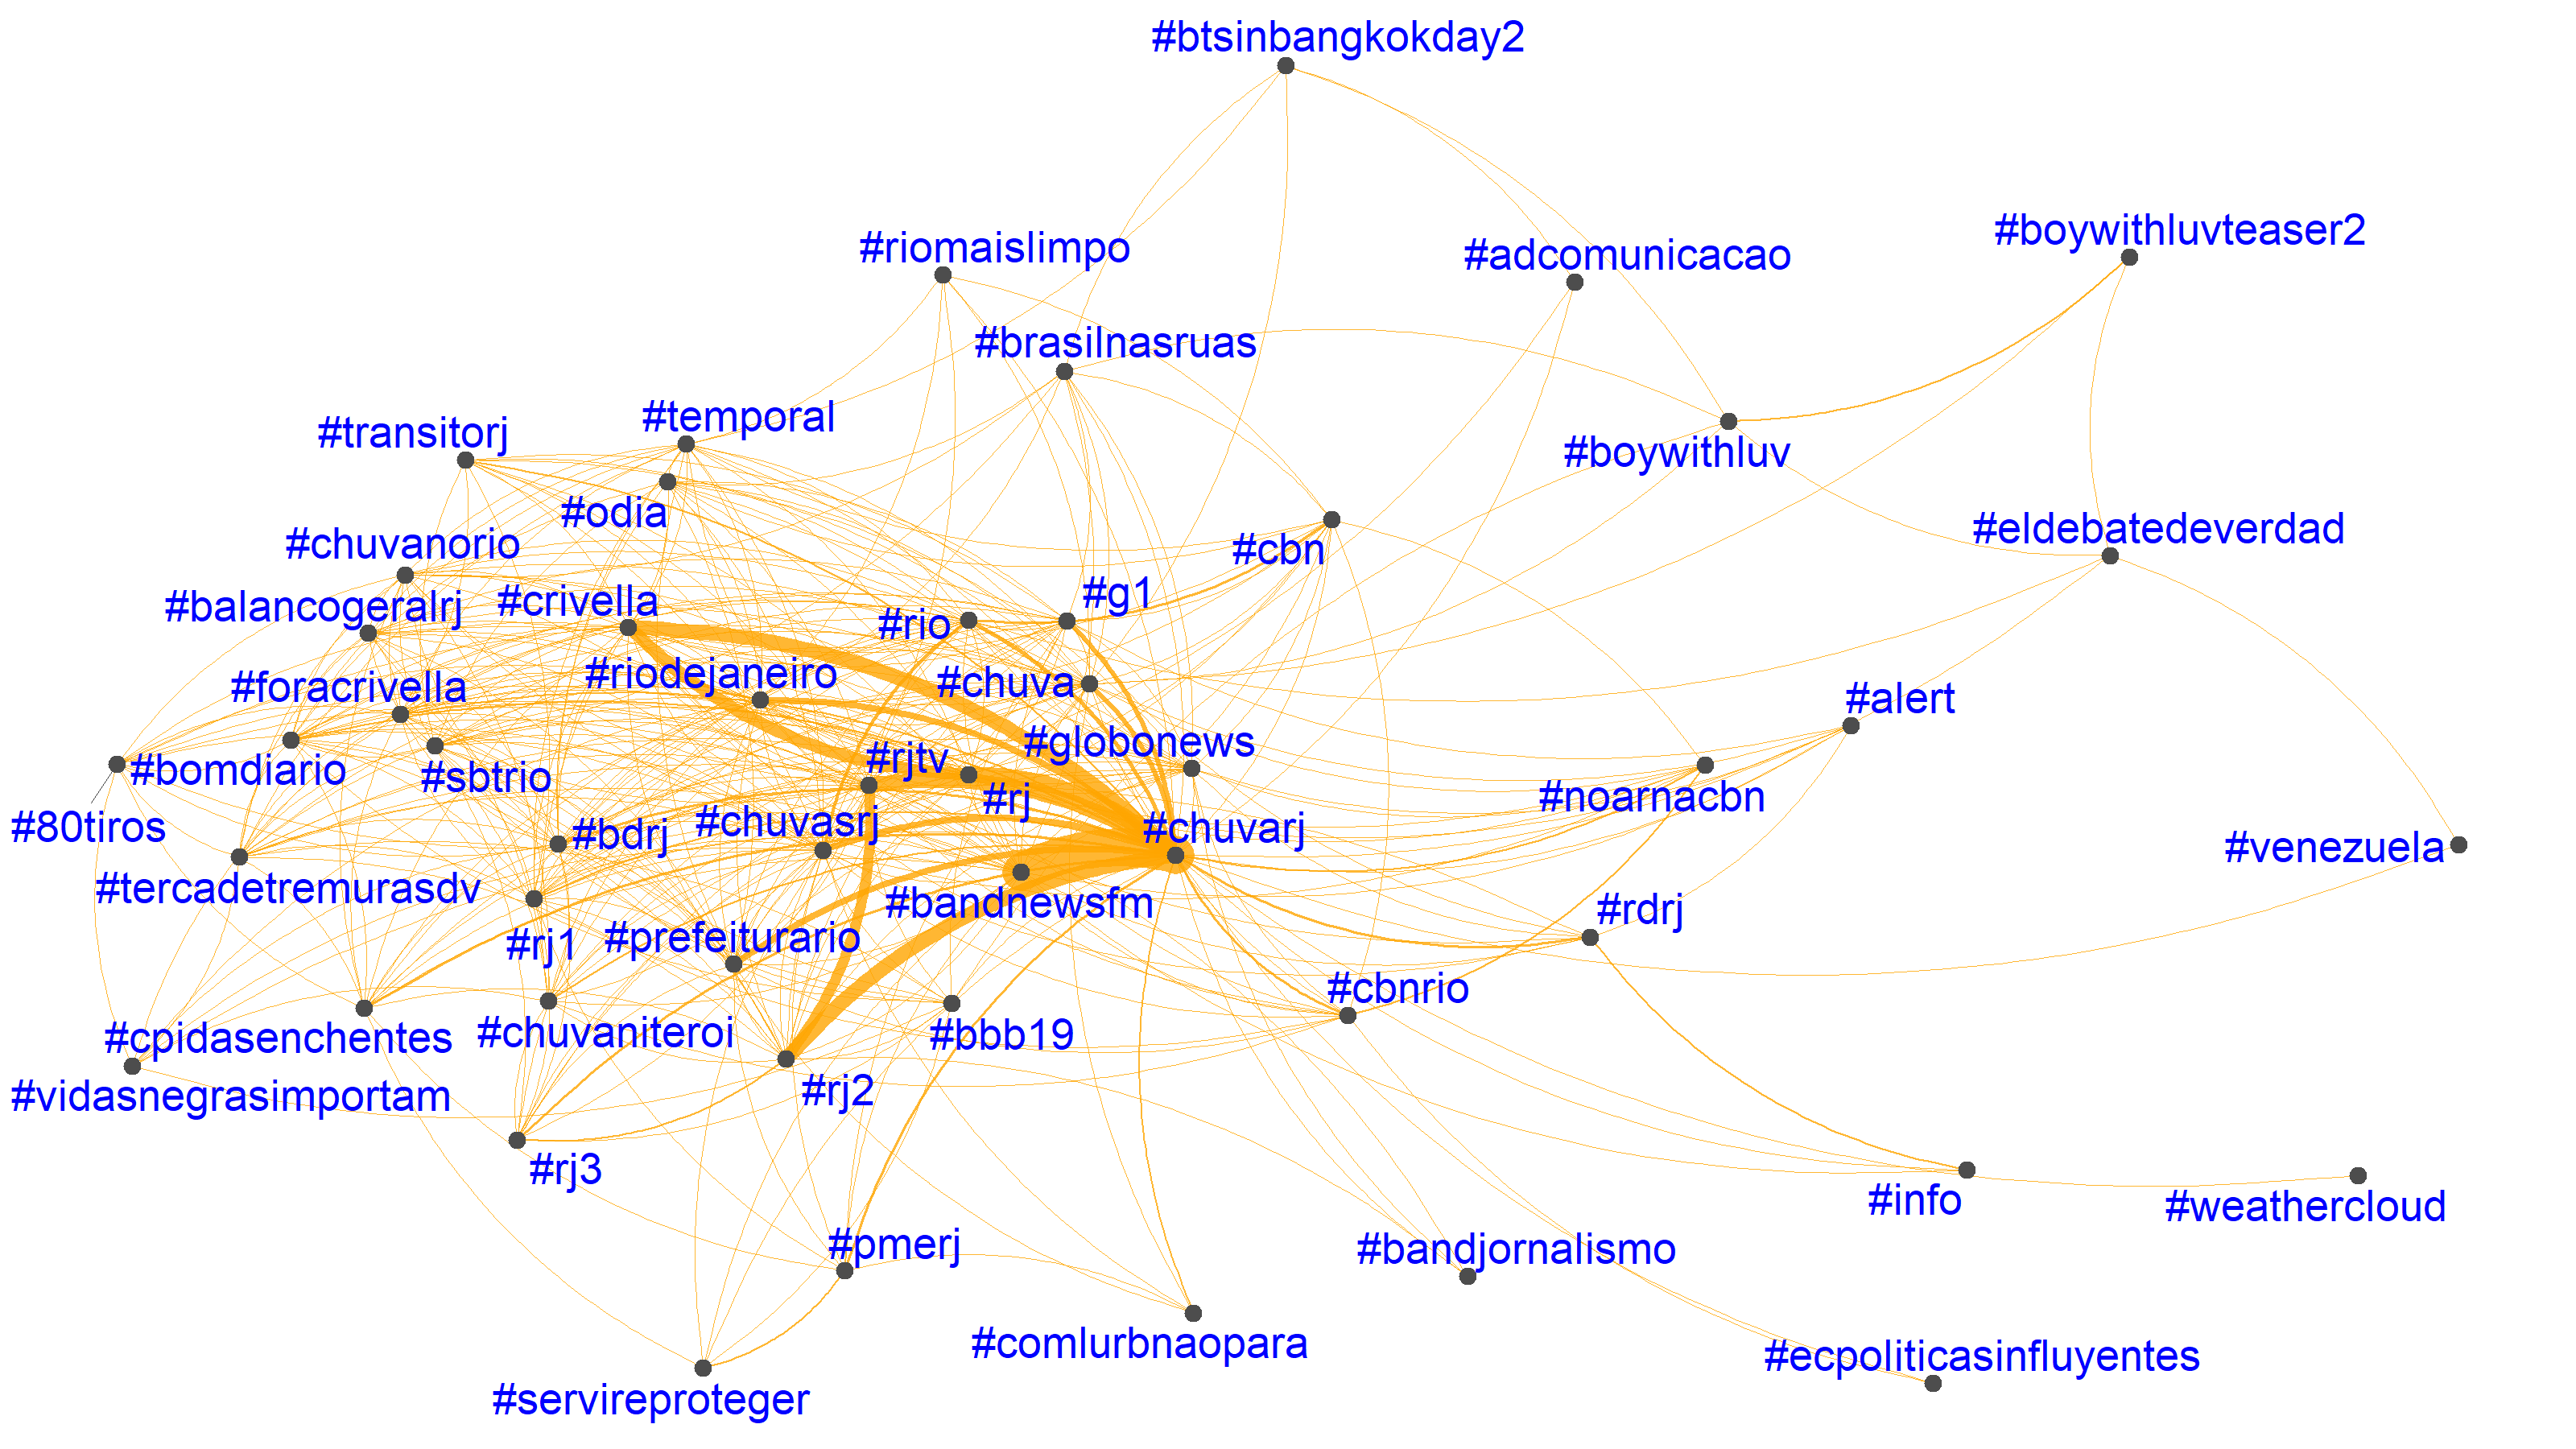 #btsinbangkokday2
#boywithluvteaser2
#riomaislimpo
#adcomunicacao
#brasilnasruas
#temporal
#transitorj
#boywithluv
#odia
#eldebatedeverdad
#chuvanorio
#cbn
#g1
#crivella
#balancogeralrj
#rio
#riodejaneiro
#chuva
#foracrivella
#alert
#globonews
#rjtv
#bomdiario
#sbtrio
#rj
#noarnacbn
#80tiros
#chuvasrj
#bdrj
#chuvarj
#venezuela
#tercadetremurasdv
#bandnewsfm
#rdrj
#rj1
#prefeiturario
#cbnrio
#cpidasenchentes
#chuvaniteroi
#bbb19
#vidasnegrasimportam
#rj2
#rj3
#info
#weathercloud
#pmerj
#bandjornalismo
#comlurbnaopara
#ecpoliticasinfluyentes
#servireproteger